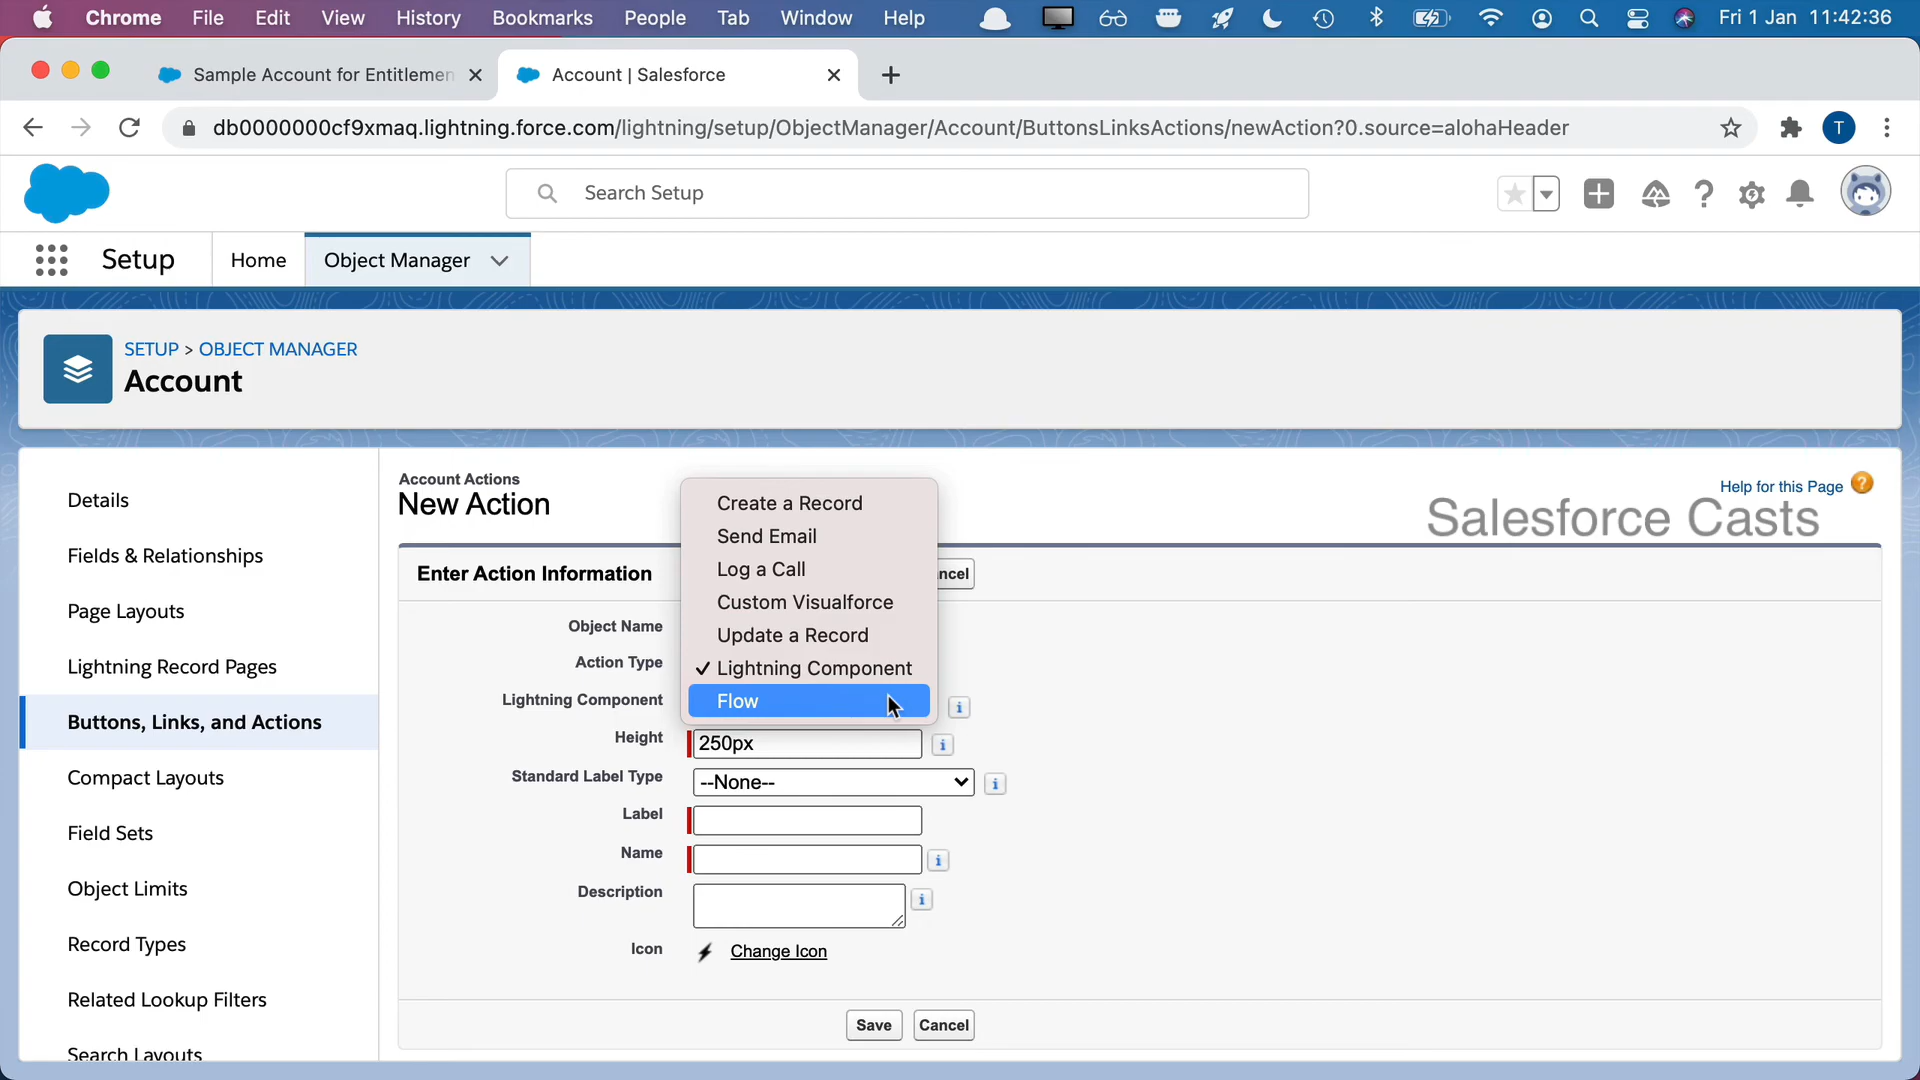 Chrome File Edit View History Bookmarks People Tab Window Help Fri 1 Jan 11:42:36
Sample Account for Entitlemen
Account | Salesforce
db0000000cf9xmaq.lightning.force.com/lightning/setup/ObjectManager/Account/ButtonsLinksActions/newAction?0.source=alohaHeader
T
Search Setup
Setup
Home
Object Manager
SETUP > OBJECT MANAGER
Account
Details
Fields & Relationships
Page Layouts
Lightning Record Pages
Buttons, Links, and Actions
Compact Layouts
Field Sets
Object Limits
Record Types
Related Lookup Filters
Search Layouts
Account Actions
New Action
Help for this Page ?
Salesforce Casts
Enter Action Information
ncel
Object Name
Action Type
Lightning Component
Create a Record
Send Email
Log a Call
Custom Visualforce
Update a Record
✓ Lightning Component
Flow
i
Height 250px i
Standard Label Type --None-- i
Label
Name i
Description i
Icon Change Icon
Save Cancel